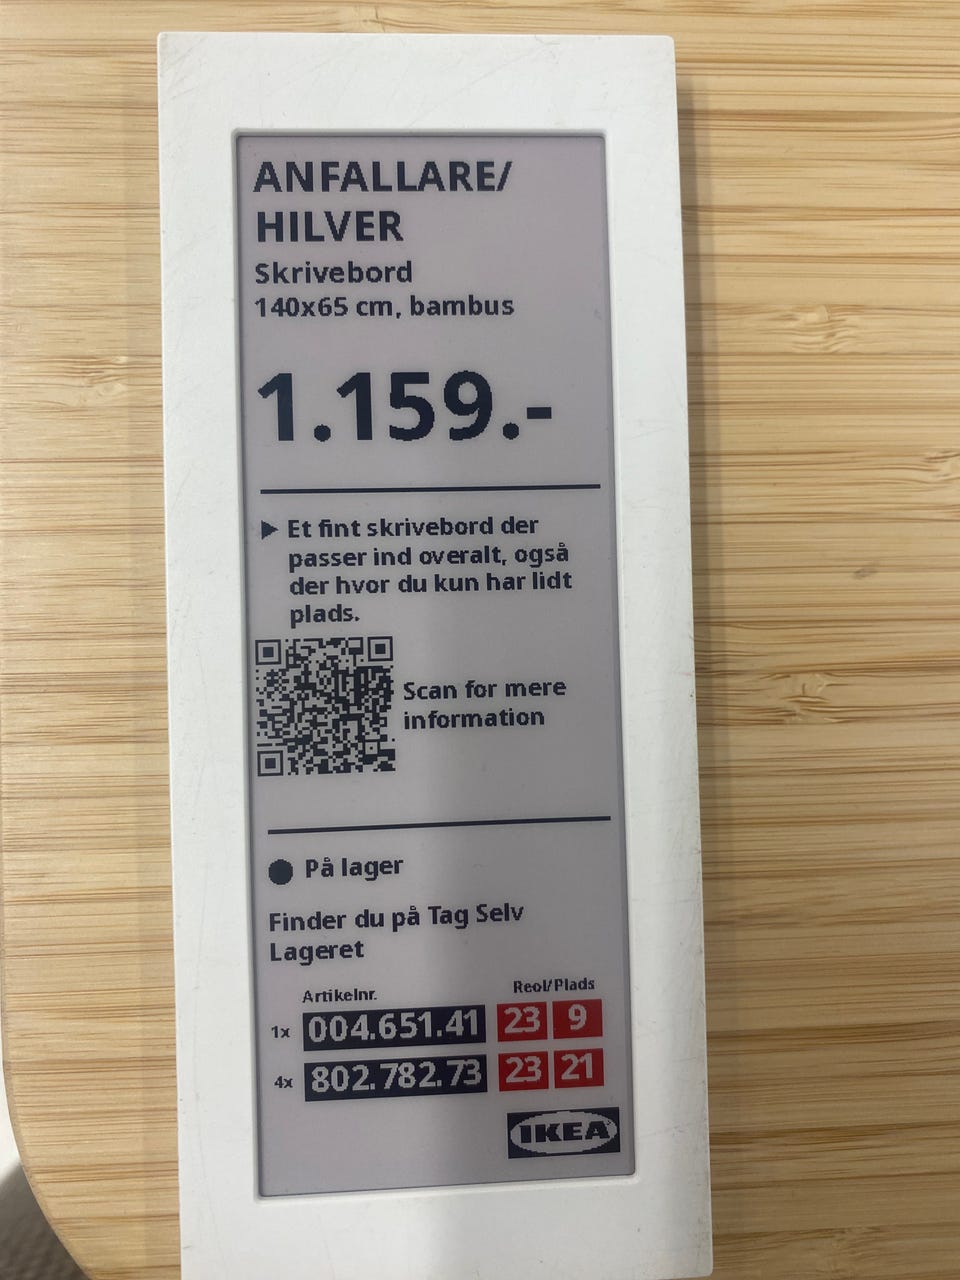 ANFALLARE/
HILVER
Skrivebord
140x65 cm, bambus
1.159.-
▶ Et fint skrivebord der
passer ind overalt, også
der hvor du kun har lidt
plads.
Scan for mere
information
● På lager
Finder du på Tag Selv
Lageret
Artikelnr. Reol/Plads
1x 004.651.41 23 9
4x 802.782.73 23 21
IKEA